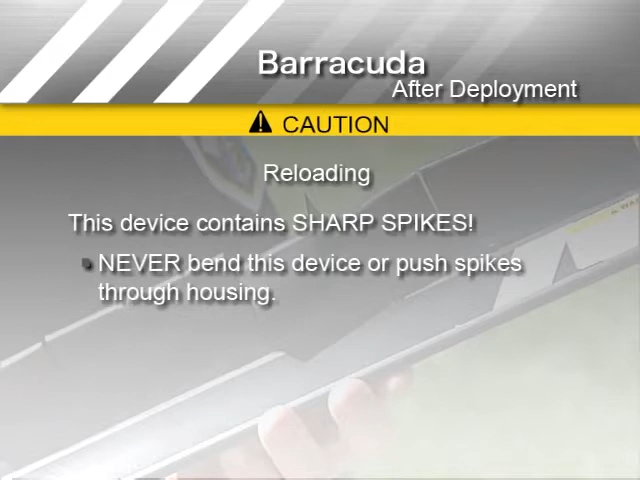 Barracuda
After Deployment
CAUTION
Reloading
This device contains SHARP SPIKES!
NEVER bend this device or push spikes
through housing.